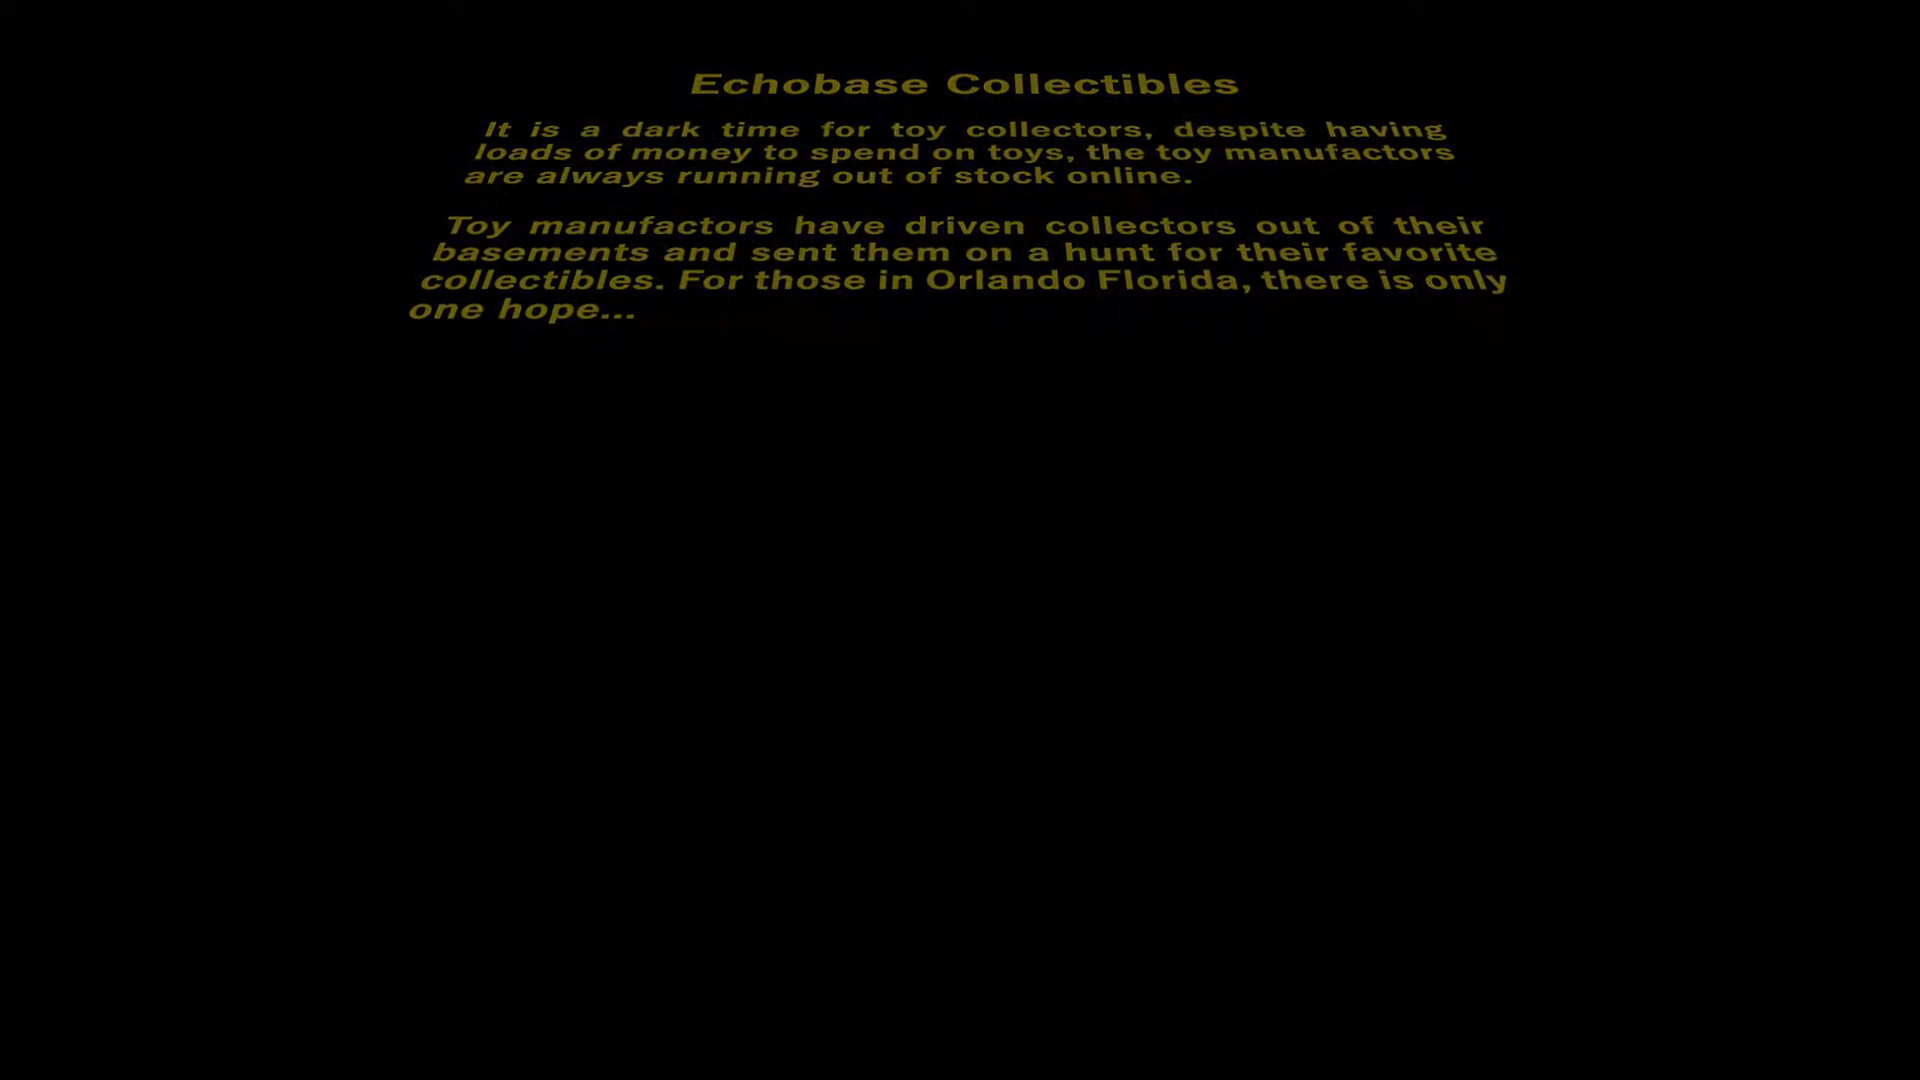 Echobase Collectibles
It is a dark time for toy collectors, despite having
loads of money to spend on toys, the toy manufactors
are always running out of stock online.
Toy manufactors have driven collectors out of their
basements and sent them on a hunt for their favorite
collectibles. For those in Orlando Florida, there is only
one hope...